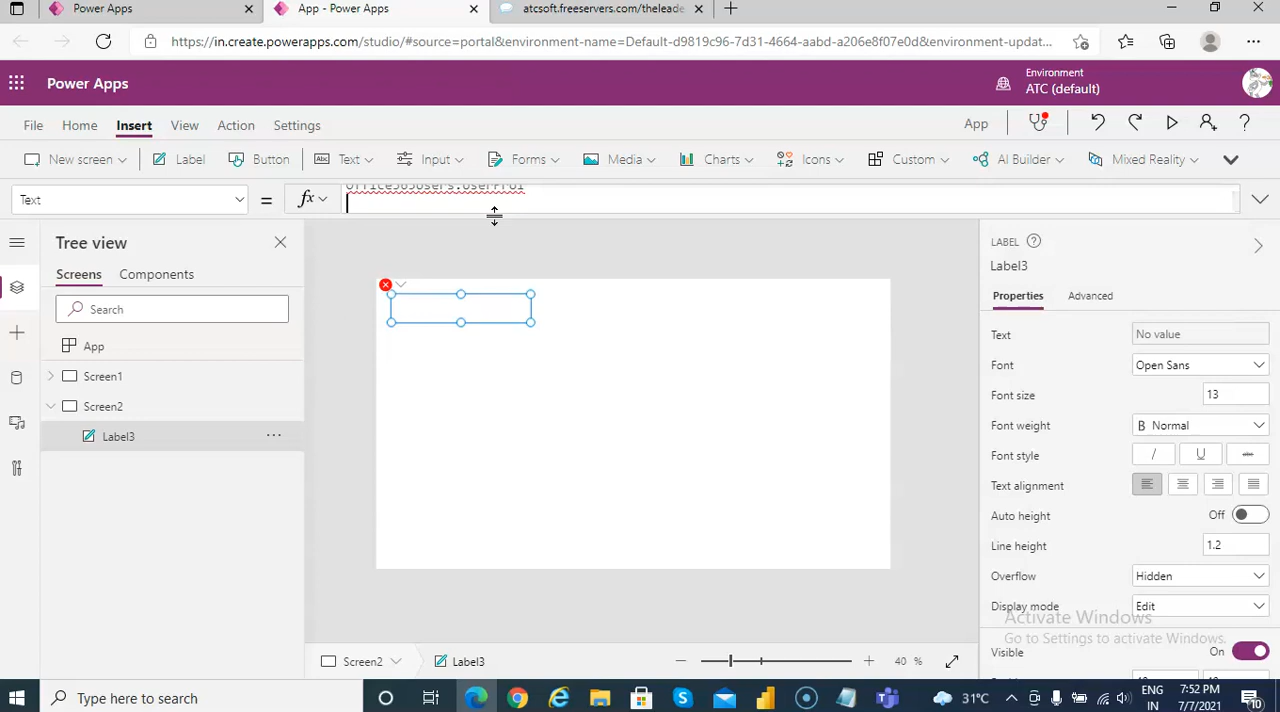 Power Apps
App - Power Apps
atcsoft.freeservers.com/theleade
https://in.create.powerapps.com/studio/#source=portal&environment-name=Default-d9819c96-7d31-4664-aabd-a206e8f07e0d&environment-updat...
Power Apps
Environment
ATC (default)
File
Home
Insert
View
Action
Settings
App
New screen
Label
Button
Text
Input
Forms
Media
Charts
Icons
Custom
AI Builder
Mixed Reality
Text
=
fx
Office365Users.UserProi
Tree view
Screens
Components
Search
App
Screen1
Screen2
Label3
LABEL
Label3
Properties
Advanced
Text
No value
Font
Open Sans
Font size
13
Font weight
B Normal
Font style
/ U abc
Text alignment
Auto height
Off
Line height
1.2
Overflow
Hidden
Display mode
Edit
Activate Windows
Go to Settings to activate Windows.
Visible
On
Screen2
Label3
40 %
Type here to search
31°C
ENG
IN
7:52 PM
7/7/2021
10